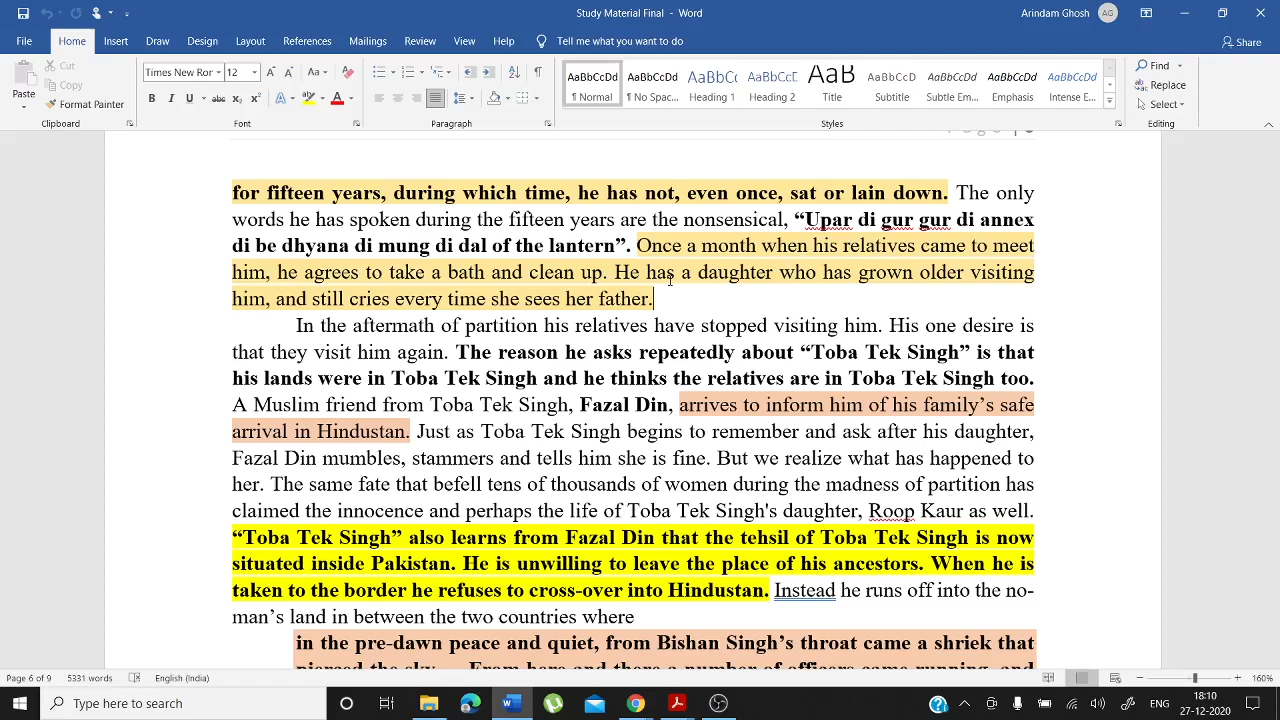 Study Material Final - Word
Arindam Ghosh AG
File Home Insert Draw Design Layout References Mailings Review View Help Tell me what you want to do Share
Paste
Cut
Copy
Format Painter
Clipboard
Times New Ror 12
Font
Paragraph
AaBbCcDd AaBbCcDd AaBbCc AaBbCcE AaB AaBbCcD AaBbCcDd AaBbCcDd AaBbCcDd
¶ Normal ¶ No Spac... Heading 1 Heading 2 Title Subtitle Subtle Em... Emphasis Intense E...
Styles
Find
Replace
Select
Editing
for fifteen years, during which time, he has not, even once, sat or lain down. The only
words he has spoken during the fifteen years are the nonsensical, “Upar di gur gur di annex
di be dhyana di mung di dal of the lantern”. Once a month when his relatives came to meet
him, he agrees to take a bath and clean up. He has a daughter who has grown older visiting
him, and still cries every time she sees her father.
In the aftermath of partition his relatives have stopped visiting him. His one desire is
that they visit him again. The reason he asks repeatedly about “Toba Tek Singh” is that
his lands were in Toba Tek Singh and he thinks the relatives are in Toba Tek Singh too.
A Muslim friend from Toba Tek Singh, Fazal Din, arrives to inform him of his family’s safe
arrival in Hindustan. Just as Toba Tek Singh begins to remember and ask after his daughter,
Fazal Din mumbles, stammers and tells him she is fine. But we realize what has happened to
her. The same fate that befell tens of thousands of women during the madness of partition has
claimed the innocence and perhaps the life of Toba Tek Singh's daughter, Roop Kaur as well.
“Toba Tek Singh” also learns from Fazal Din that the tehsil of Toba Tek Singh is now
situated inside Pakistan. He is unwilling to leave the place of his ancestors. When he is
taken to the border he refuses to cross-over into Hindustan. Instead he runs off into the no-
man’s land in between the two countries where
in the pre-dawn peace and quiet, from Bishan Singh’s throat came a shriek that
Page 6 of 9 5331 words English (India) 160%
Type here to search
ENG
18:10
27-12-2020